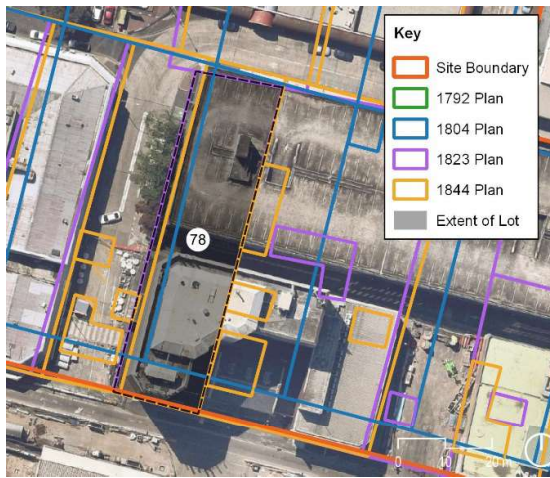 Key
Site Boundary
1792 Plan
1804 Plan
1823 Plan
1844 Plan
Extent of Lot
78
0 10 20